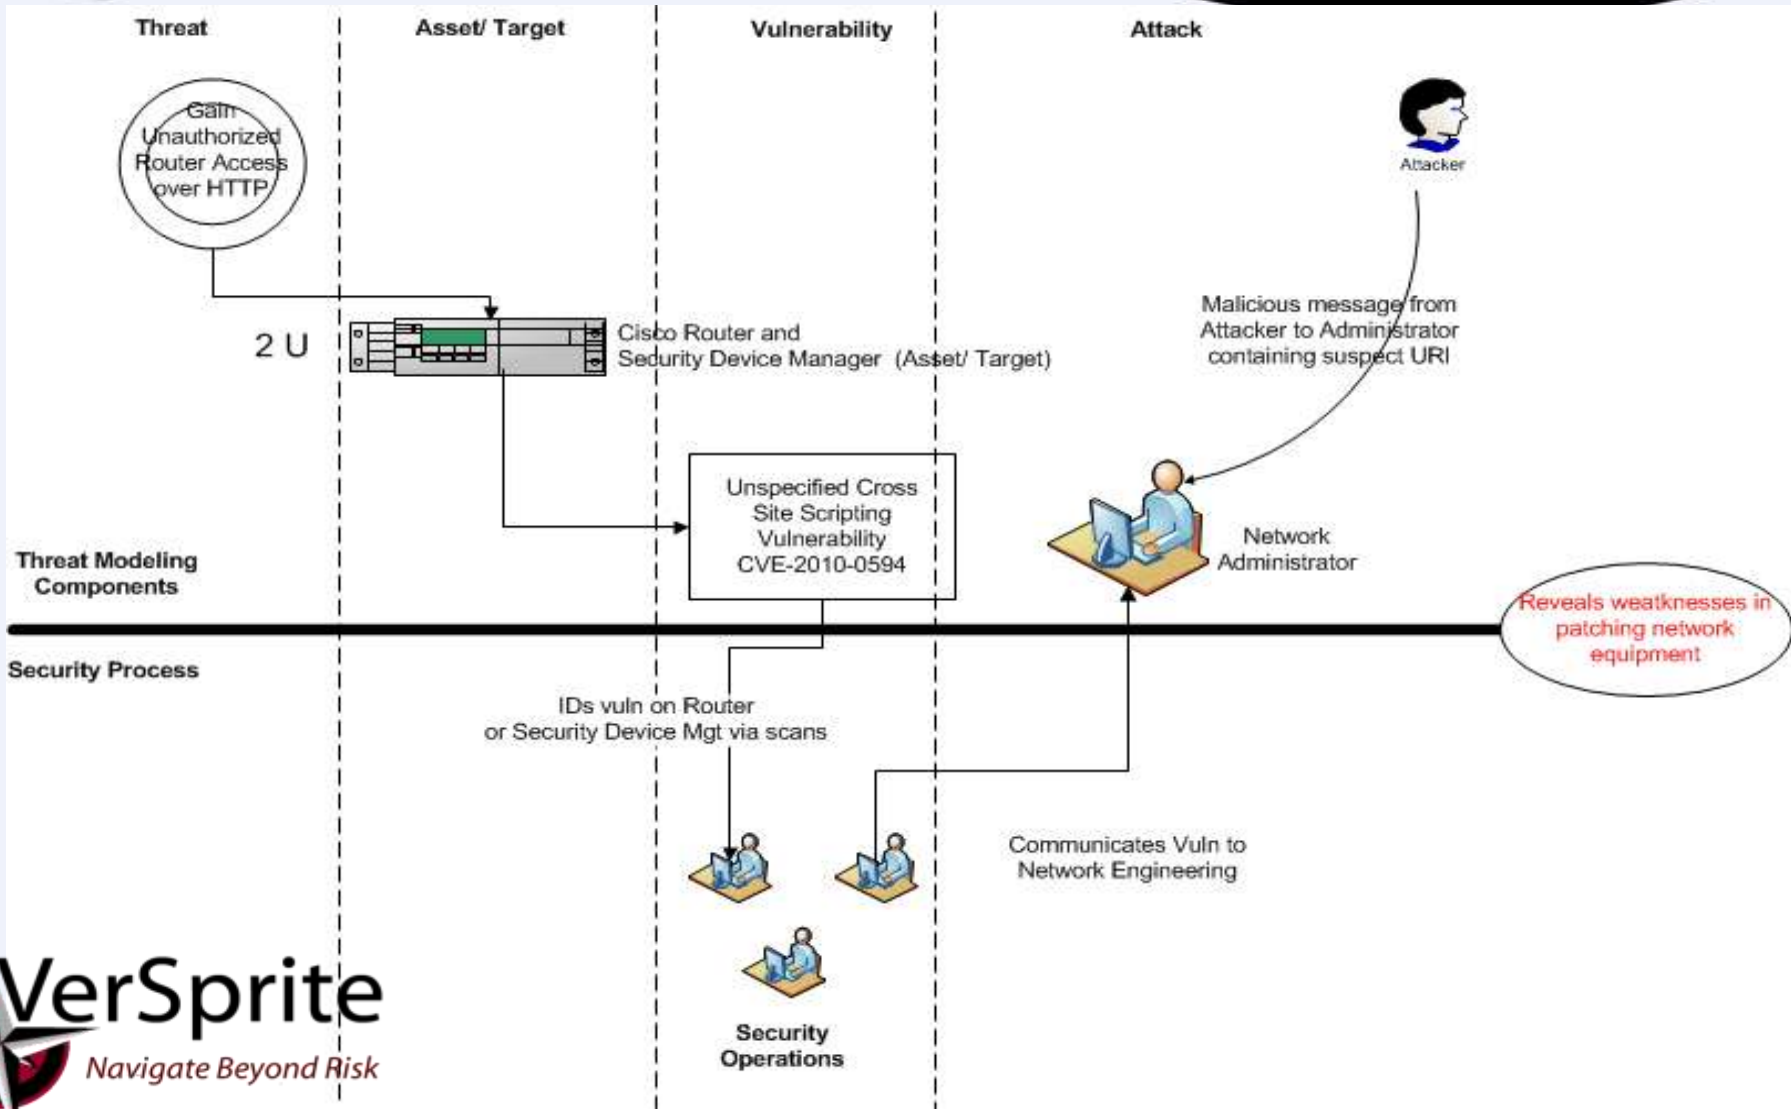 Threat
Asset/ Target
Vulnerability
Attack
Gain
Unauthorized
Router Access
over HTTP
Attacker
2 U
Cisco Router and
Security Device Manager (Asset/ Target)
Malicious message from
Attacker to Administrator
containing suspect URI
Unspecified Cross
Site Scripting
Vulnerability
CVE-2010-0594
Network
Administrator
Threat Modeling
Components
Reveals weatknesses in
patching network
equipment
Security Process
IDs vuln on Router
or Security Device Mgt via scans
Communicates Vuln to
Network Engineering
Security
Operations
VerSprite
Navigate Beyond Risk